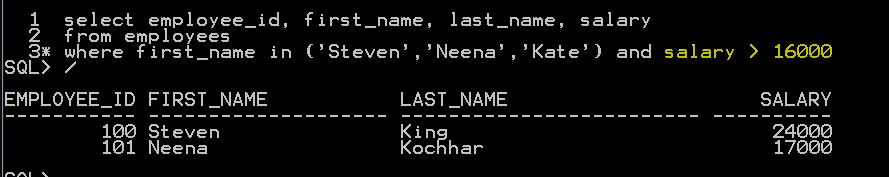 1  select employee_id, first_name, last_name, salary
2  from employees
3* where first_name in ('Steven','Neena','Kate') and salary > 16000
SQL> /
EMPLOYEE_ID FIRST_NAME           LAST_NAME                     SALARY
----------- -------------------- ------------------------- ----------
100 Steven               King                           24000
101 Neena                Kochhar                        17000
SQL>